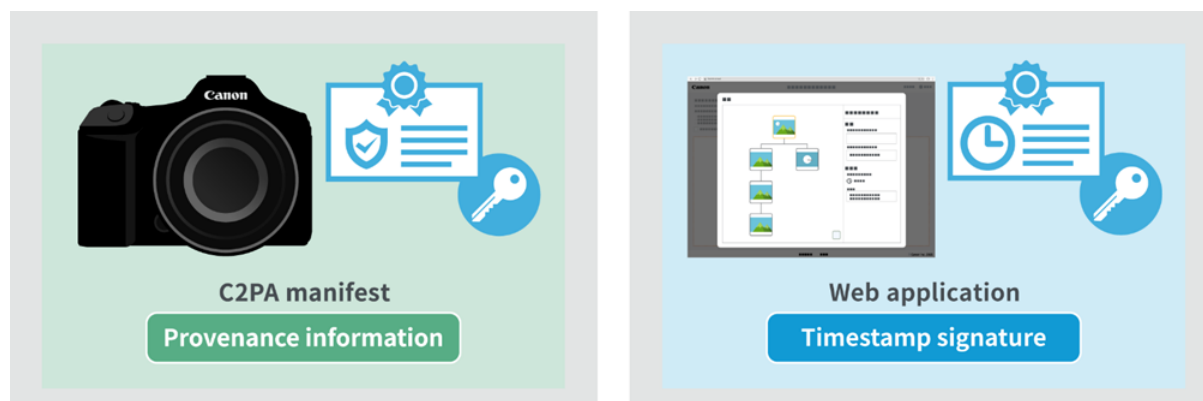 Canon
C2PA manifest
Provenance information
Canon
Web application
Timestamp signature